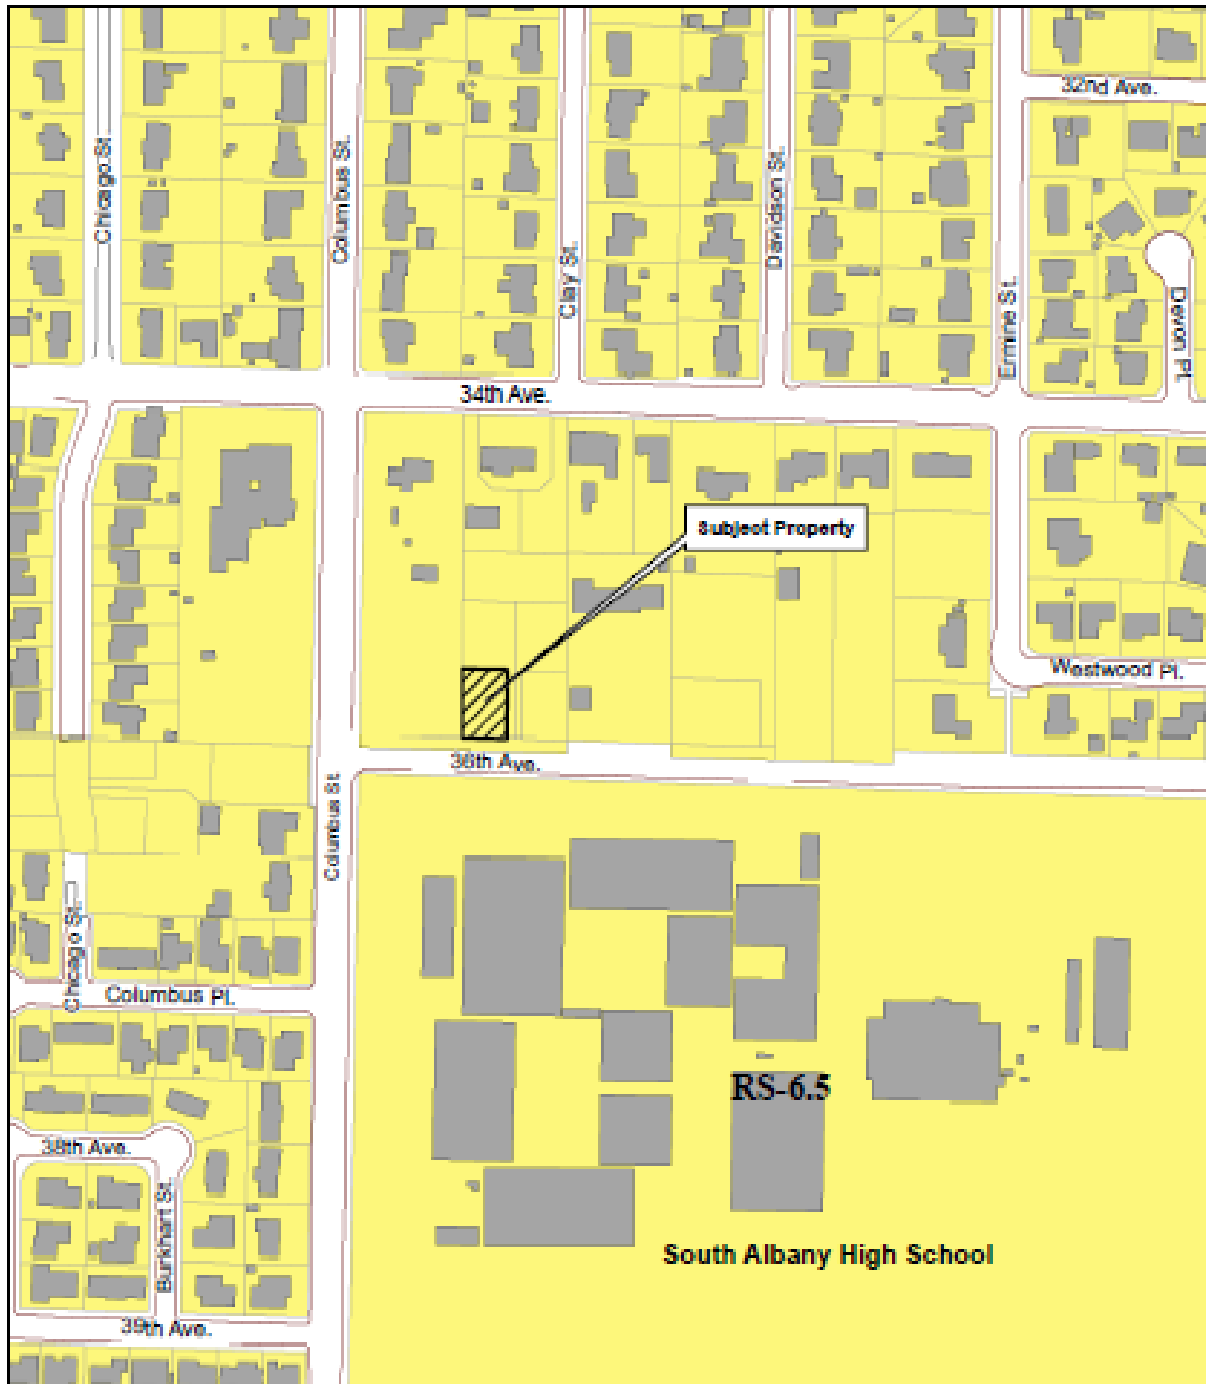 32nd Ave.
Chicago St.
Columbus St.
Clay St.
Davidson St.
Ermine St.
Devon Pl.
34th Ave.
Subject Property
Westwood Pl.
36th Ave.
Columbus St.
Chicago St.
Columbus Pl.
RS-6.5
38th Ave.
Burkhart St.
South Albany High School
39th Ave.